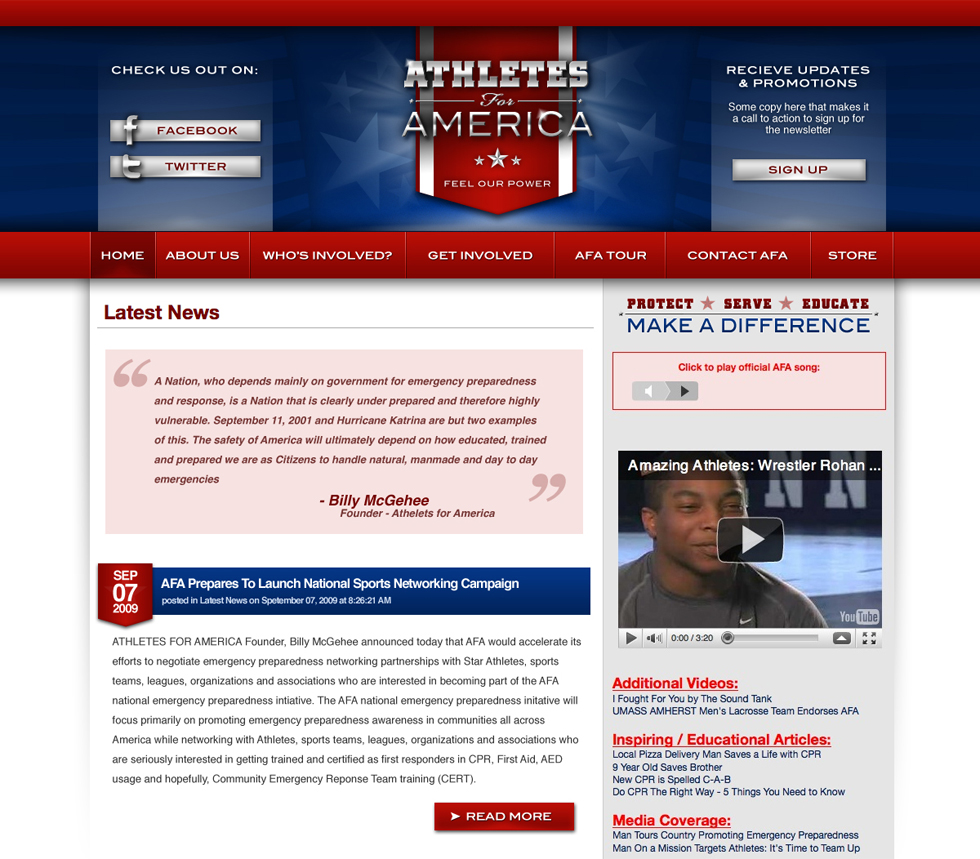 CHECK US OUT ON:
FACEBOOK
TWITTER
ATHLETES
For
AMERICA
FEEL OUR POWER
RECIEVE UPDATES
& PROMOTIONS
Some copy here that makes it
a call to action to sign up for
the newsletter
SIGN UP
HOME ABOUT US WHO'S INVOLVED? GET INVOLVED AFA TOUR CONTACT AFA STORE
Latest News
“
A Nation, who depends mainly on government for emergency preparedness
and response, is a Nation that is clearly under prepared and therefore highly
vulnerable. September 11, 2001 and Hurricane Katrina are but two examples
of this. The safety of America will ultimately depend on how educated, trained
and prepared we are as Citizens to handle natural, manmade and day to day
emergencies
”
- Billy McGehee
Founder - Athelets for America
SEP
07
2009
AFA Prepares To Launch National Sports Networking Campaign
posted in Latest News on Spetember 07, 2009 at 8:26:21 AM
ATHLETES FOR AMERICA Founder, Billy McGehee announced today that AFA would accelerate its
efforts to negotiate emergency preparedness networking partnerships with Star Athletes, sports
teams, leagues, organizations and associations who are interested in becoming part of the AFA
national emergency preparedness intiative. The AFA national emergency preparedness initative will
focus primarily on promoting emergency preparedness awareness in communities all across
America while networking with Athletes, sports teams, leagues, organizations and associations who
are seriously interested in getting trained and certified as first responders in CPR, First Aid, AED
usage and hopefully, Community Emergency Reponse Team training (CERT).
➤ READ MORE
PROTECT ★ SERVE ★ EDUCATE
MAKE A DIFFERENCE
Click to play official AFA song:
Amazing Athletes: Wrestler Rohan ...
N N
YouTube
0:00 / 3:20
Additional Videos:
I Fought For You by The Sound Tank
UMASS AMHERST Men's Lacrosse Team Endorses AFA
Inspiring / Educational Articles:
Local Pizza Delivery Man Saves a Life with CPR
9 Year Old Saves Brother
New CPR is Spelled C-A-B
Do CPR The Right Way - 5 Things You Need to Know
Media Coverage:
Man Tours Country Promoting Emergency Preparedness
Man On a Mission Targets Athletes: It's Time to Team Up